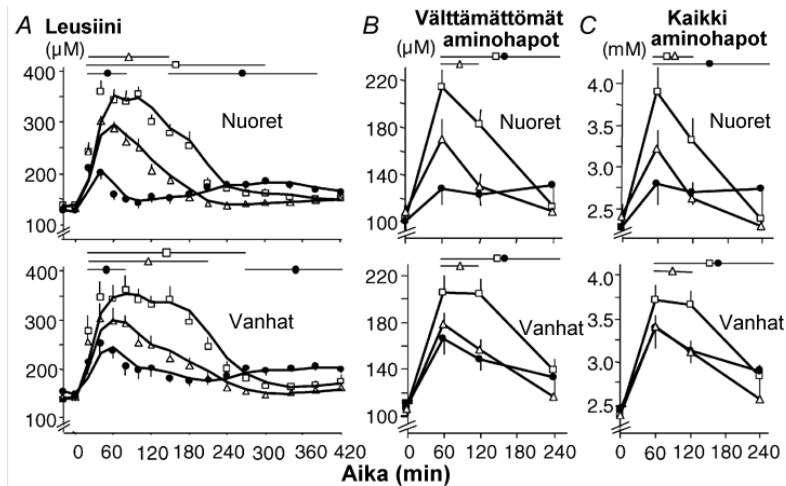 A Leusiini
(µM)
400
300
200
100
Nuoret
400
300
200
100
Vanhat
0 60 120 180 240 300 360 420
B Välttämättömät
aminohapot
(µM)
220
180
140
100
Nuoret
220
180
140
100
Vanhat
0 60 120 180 240
C Kaikki
aminohapot
(mM)
4.0
3.5
3.0
2.5
Nuoret
4.0
3.5
3.0
2.5
Vanhat
0 60 120 180 240
Aika (min)